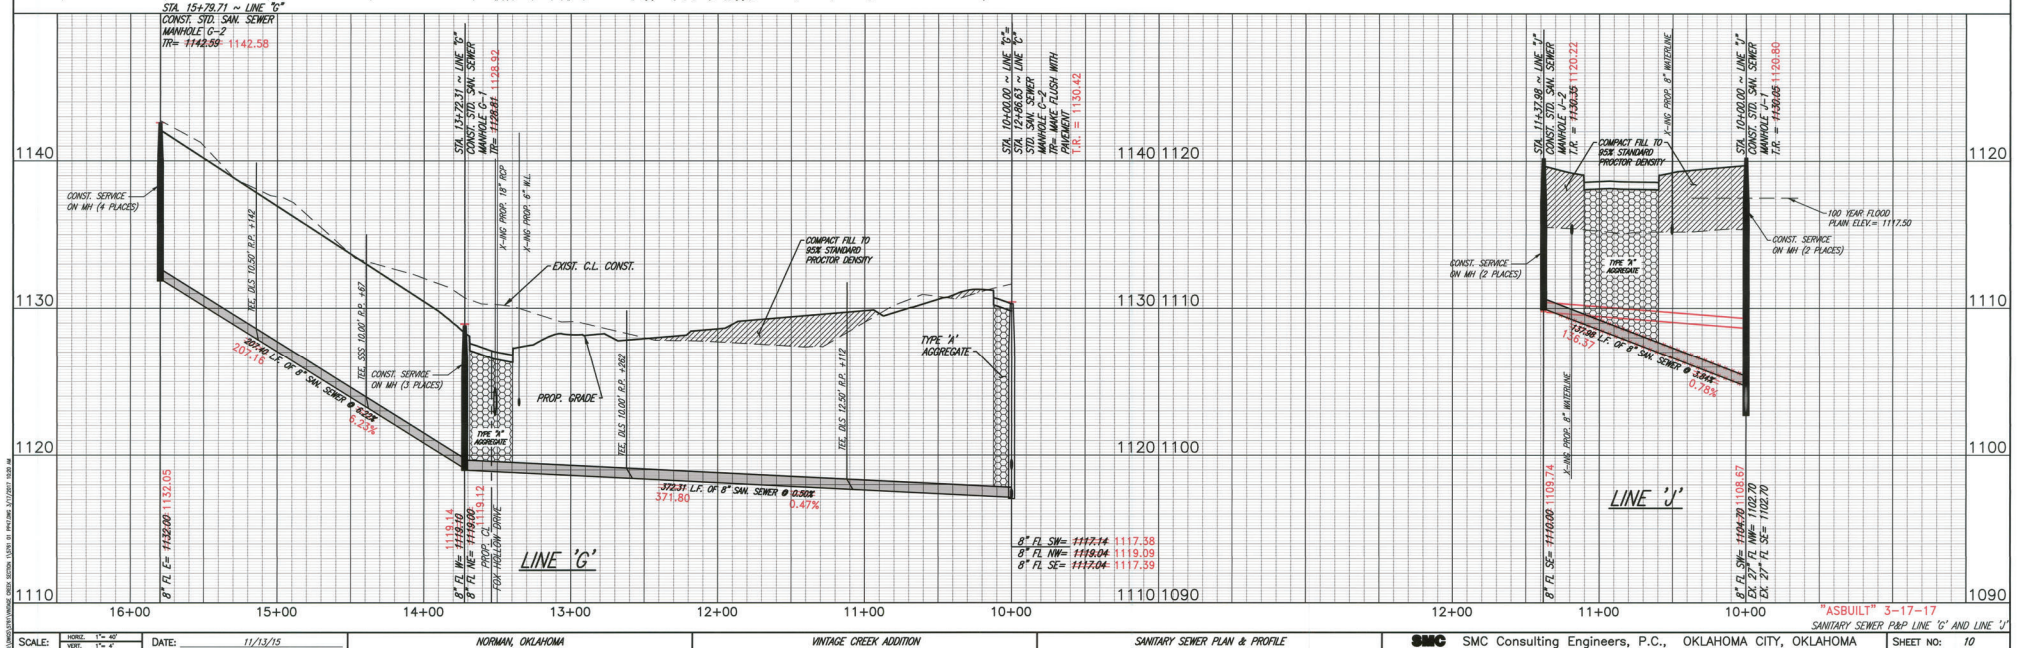 STA. 15+79.71 ~ LINE "G"
CONST. STD. SAN. SEWER
MANHOLE G-2
TR= 1142.59 1142.58
STA. 13+72.31 ~ LINE "G"
CONST. STD. SAN. SEWER
MANHOLE G-1
TR= 1128.81 1128.92
X-ING PROP. 18" RCP
X-ING PROP. 6" W.L.
STA. 10+00.00 ~ LINE "G"=
STA. 12+86.63 ~ LINE "C"
STD. SAN. SEWER
MANHOLE C-2
TR= MAKE FLUSH WITH
PAVEMENT
T.R. = 1130.42
STA. 11+37.98 ~ LINE "J"
CONST. STD. SAN. SEWER
MANHOLE J-2
T.R. = 1130.35 1120.22
X-ING PROP. 8" WATERLINE
STA. 10+00.00 ~ LINE "J"
CONST. STD. SAN. SEWER
MANHOLE J-1
T.R. = 1130.05 1120.80
1140
1140 1120
1120
1130
1130 1110
1110
1120
1120 1100
1100
1110
1110 1090
1090
CONST. SERVICE
ON MH (4 PLACES)
TEE, DLS 10.50' R.P. +142
TEE, SSS 10.00' R.P. +67
207.40 L.F. OF 8" SAN. SEWER @ 6.22%
207.16
6.23%
CONST. SERVICE
ON MH (3 PLACES)
EXIST. C.L. CONST.
PROP. GRADE
TYPE "A"
AGGREGATE
TEE, DLS 10.00' R.P. +262
COMPACT FILL TO
95% STANDARD
PROCTOR DENSITY
TEE, DLS 12.50' R.P. +112
TYPE 'A'
AGGREGATE
372.31 L.F. OF 8" SAN. SEWER @ 0.50%
371.80
0.47%
8" FL E= 1132.00 1132.05
1119.14
8" FL W= 1119.10
8" FL NE= 1119.00
1119.12
PROP. CL
FOX HOLLOW DRIVE
LINE 'G'
8" FL SW= 1117.14 1117.38
8" FL NW= 1119.04 1119.09
8" FL SE= 1117.04 1117.39
COMPACT FILL TO
95% STANDARD
PROCTOR DENSITY
100 YEAR FLOOD
PLAIN ELEV.= 1117.50
CONST. SERVICE
ON MH (2 PLACES)
CONST. SERVICE
ON MH (2 PLACES)
TYPE "A"
AGGREGATE
137.98 L.F. OF 8" SAN. SEWER @ 3.84%
136.37
0.78%
X-ING PROP. 8" WATERLINE
8" FL SE= 1110.00 1109.74
LINE 'J'
8" FL SW= 1104.70 1108.67
EX. 27" FL NW= 1102.70
EX. 27" FL SE= 1102.70
16+00
15+00
14+00
13+00
12+00
11+00
10+00
12+00
11+00
10+00
"ASBUILT" 3-17-17
SANITARY SEWER P&P LINE 'G' AND LINE 'J'
SCALE:
HORIZ. 1"= 40'
VERT. 1"= 4'
DATE: 11/13/15
NORMAN, OKLAHOMA
VINTAGE CREEK ADDITION
SANITARY SEWER PLAN & PROFILE
SMC SMC Consulting Engineers, P.C., OKLAHOMA CITY, OKLAHOMA
SHEET NO: 10